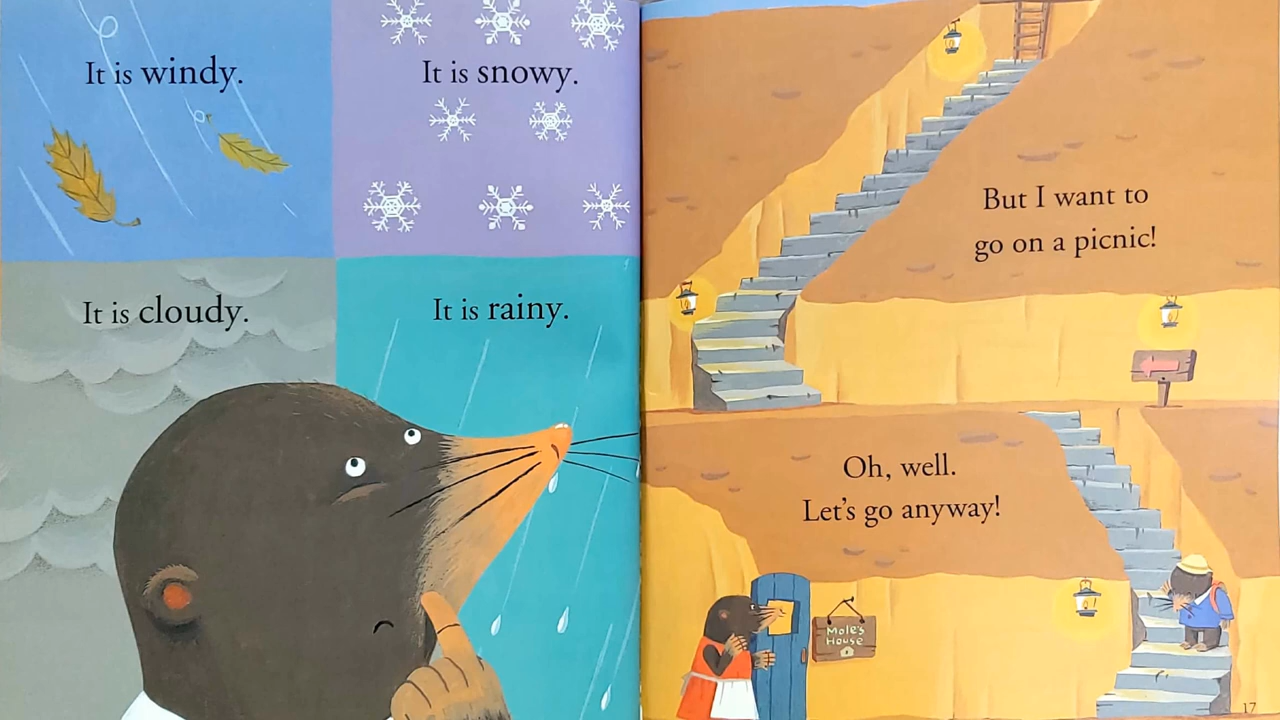 It is windy.
It is snowy.
It is cloudy.
It is rainy.
But I want to
go on a picnic!
Oh, well.
Let's go anyway!
Mole's
House
17